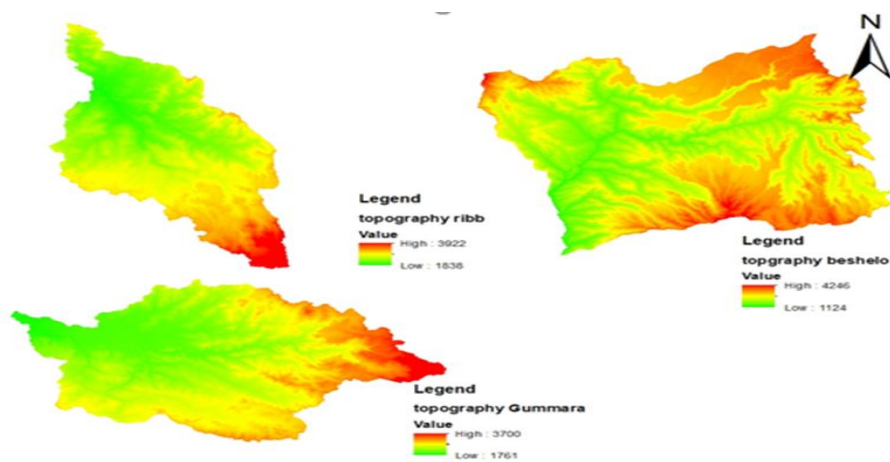 N
Legend
topography ribb
Value
High : 3922
Low : 1838
Legend
topgraphy beshelo
Value
High : 4246
Low : 1124
Legend
topography Gummara
Value
High : 3700
Low : 1761